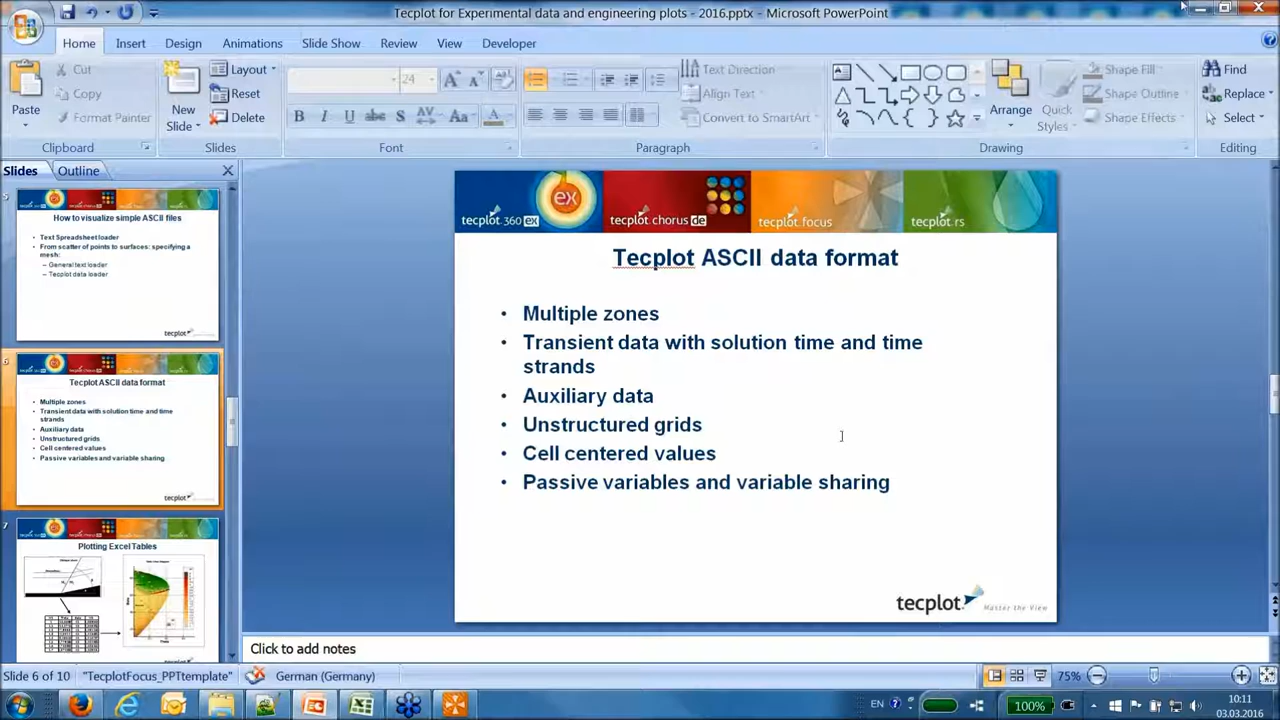 Tecplot for Experimental data and engineering plots - 2016.pptx - Microsoft PowerPoint
Home Insert Design Animations Slide Show Review View Developer
Cut
Copy
Format Painter
Paste
Clipboard
New
Slide
Layout
Reset
Delete
Slides
24
Font
Text Direction
Align Text
Convert to SmartArt
Paragraph
Arrange
Quick
Styles
Shape Fill
Shape Outline
Shape Effects
Drawing
Find
Replace
Select
Editing
Slides Outline
5
How to visualize simple ASCII files
Text Spreadsheet loader
From scatter of points to surfaces: specifying a
mesh:
– General text loader
– Tecplot data loader
tecplot
6
Tecplot ASCII data format
• Multiple zones
• Transient data with solution time and time
strands
• Auxiliary data
• Unstructured grids
• Cell centered values
• Passive variables and variable sharing
tecplot
7
Plotting Excel Tables
ex
tecplot.360 ex tecplot.chorus de tecplot.focus tecplot.rs
Tecplot ASCII data format
• Multiple zones
• Transient data with solution time and time
strands
• Auxiliary data
• Unstructured grids
• Cell centered values
• Passive variables and variable sharing
tecplot. Master the View
Click to add notes
Slide 6 of 10 "TecplotFocus_PPTtemplate" German (Germany) 75%
EN 100% 10:11
03.03.2016